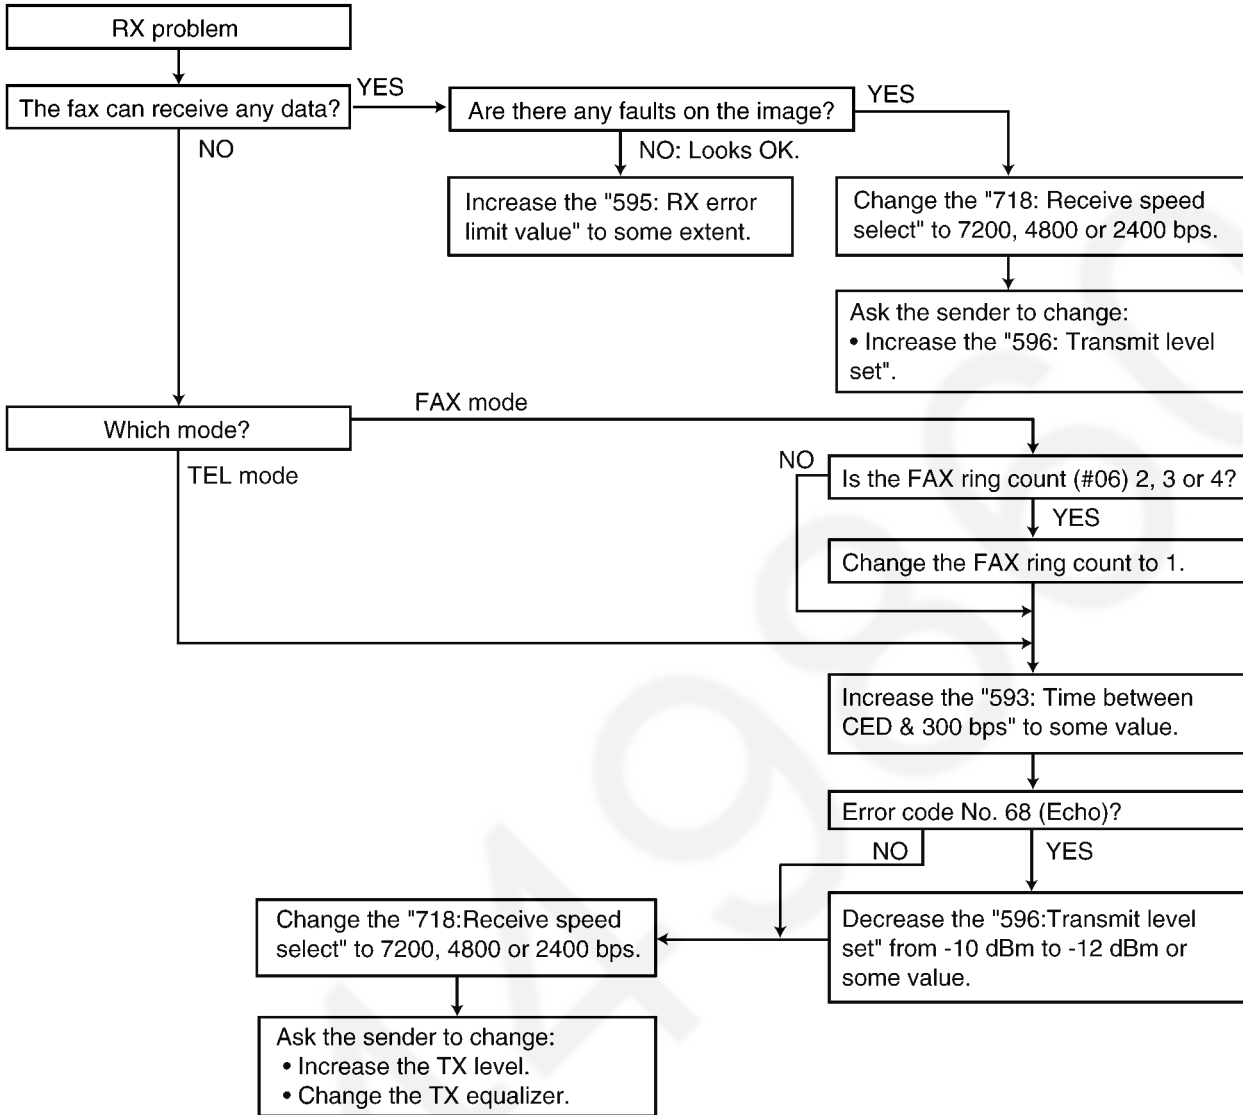 RX problem
The fax can receive any data?
YES
NO
Are there any faults on the image?
YES
NO: Looks OK.
Increase the "595: RX error
limit value" to some extent.
Change the "718: Receive speed
select" to 7200, 4800 or 2400 bps.
Ask the sender to change:
• Increase the "596: Transmit level
set".
Which mode?
FAX mode
TEL mode
NO
Is the FAX ring count (#06) 2, 3 or 4?
YES
Change the FAX ring count to 1.
Increase the "593: Time between
CED & 300 bps" to some value.
Error code No. 68 (Echo)?
NO
YES
Decrease the "596:Transmit level
set" from -10 dBm to -12 dBm or
some value.
Change the "718:Receive speed
select" to 7200, 4800 or 2400 bps.
Ask the sender to change:
• Increase the TX level.
• Change the TX equalizer.